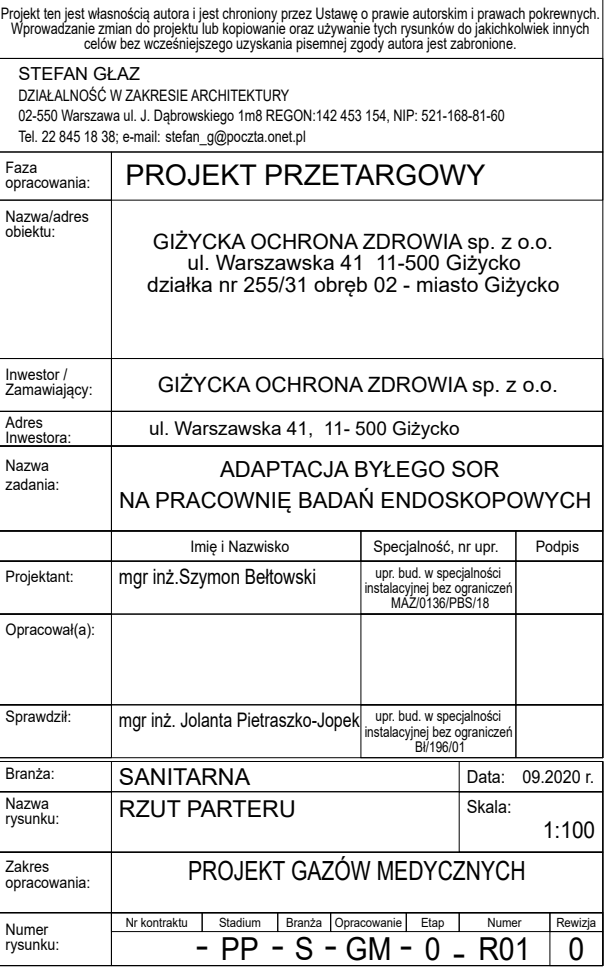 Projekt ten jest własnością autora i jest chroniony przez Ustawę o prawie autorskim i prawach pokrewnych.
Wprowadzanie zmian do projektu lub kopiowanie oraz używanie tych rysunków do jakichkolwiek innych
celów bez wcześniejszego uzyskania pisemnej zgody autora jest zabronione.
STEFAN GŁAZ
DZIAŁALNOŚĆ W ZAKRESIE ARCHITEKTURY
02-550 Warszawa ul. J. Dąbrowskiego 1m8 REGON:142 453 154, NIP: 521-168-81-60
Tel. 22 845 18 38; e-mail: stefan_g@poczta.onet.pl
Faza
opracowania:
PROJEKT PRZETARGOWY
Nazwa/adres
obiektu:
GIŻYCKA OCHRONA ZDROWIA sp. z o.o.
ul. Warszawska 41 11-500 Giżycko
działka nr 255/31 obręb 02 - miasto Giżycko
Inwestor /
Zamawiający:
GIŻYCKA OCHRONA ZDROWIA sp. z o.o.
Adres
Inwestora:
ul. Warszawska 41, 11- 500 Giżycko
Nazwa
zadania:
ADAPTACJA BYŁEGO SOR
NA PRACOWNIĘ BADAŃ ENDOSKOPOWYCH
Imię i Nazwisko Specjalność, nr upr. Podpis
Projektant:
mgr inż.Szymon Bełtowski
upr. bud. w specjalności
instalacyjnej bez ograniczeń
MAZ/0136/PBS/18
Opracował(a):
Sprawdził:
mgr inż. Jolanta Pietraszko-Jopek
upr. bud. w specjalności
instalacyjnej bez ograniczeń
Bł/196/01
Branża:
SANITARNA
Data: 09.2020 r.
Nazwa
rysunku:
RZUT PARTERU
Skala:
1:100
Zakres
opracowania:
PROJEKT GAZÓW MEDYCZNYCH
Numer
rysunku:
Nr kontraktu Stadium Branża Opracowanie Etap Numer Rewizja
- PP - S - GM - 0 - R01 0